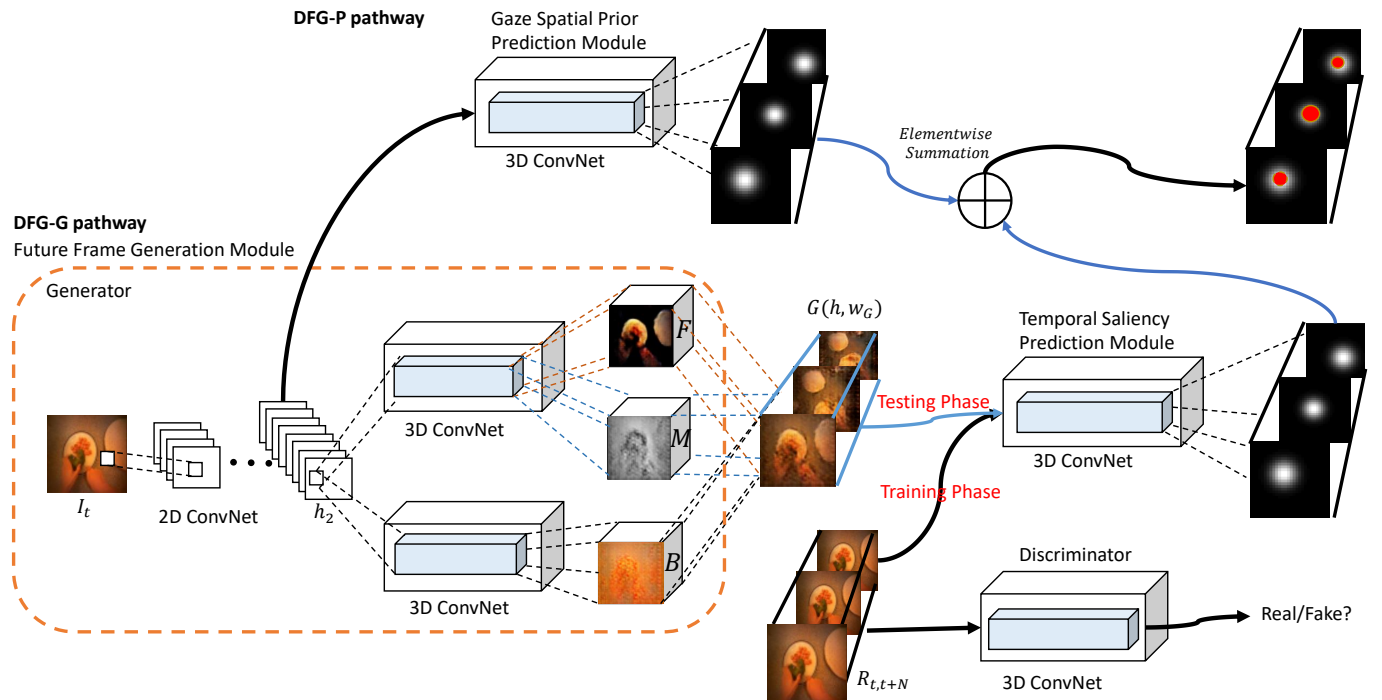 DFG-P pathway
Gaze Spatial Prior
Prediction Module
3D ConvNet
Elementwise
Summation
DFG-G pathway
Future Frame Generation Module
Generator
I_t
2D ConvNet
h_2
3D ConvNet
3D ConvNet
F
M
B
G(h, w_G)
Testing Phase
Training Phase
Temporal Saliency
Prediction Module
3D ConvNet
Discriminator
3D ConvNet
Real/Fake?
R_{t,t+N}